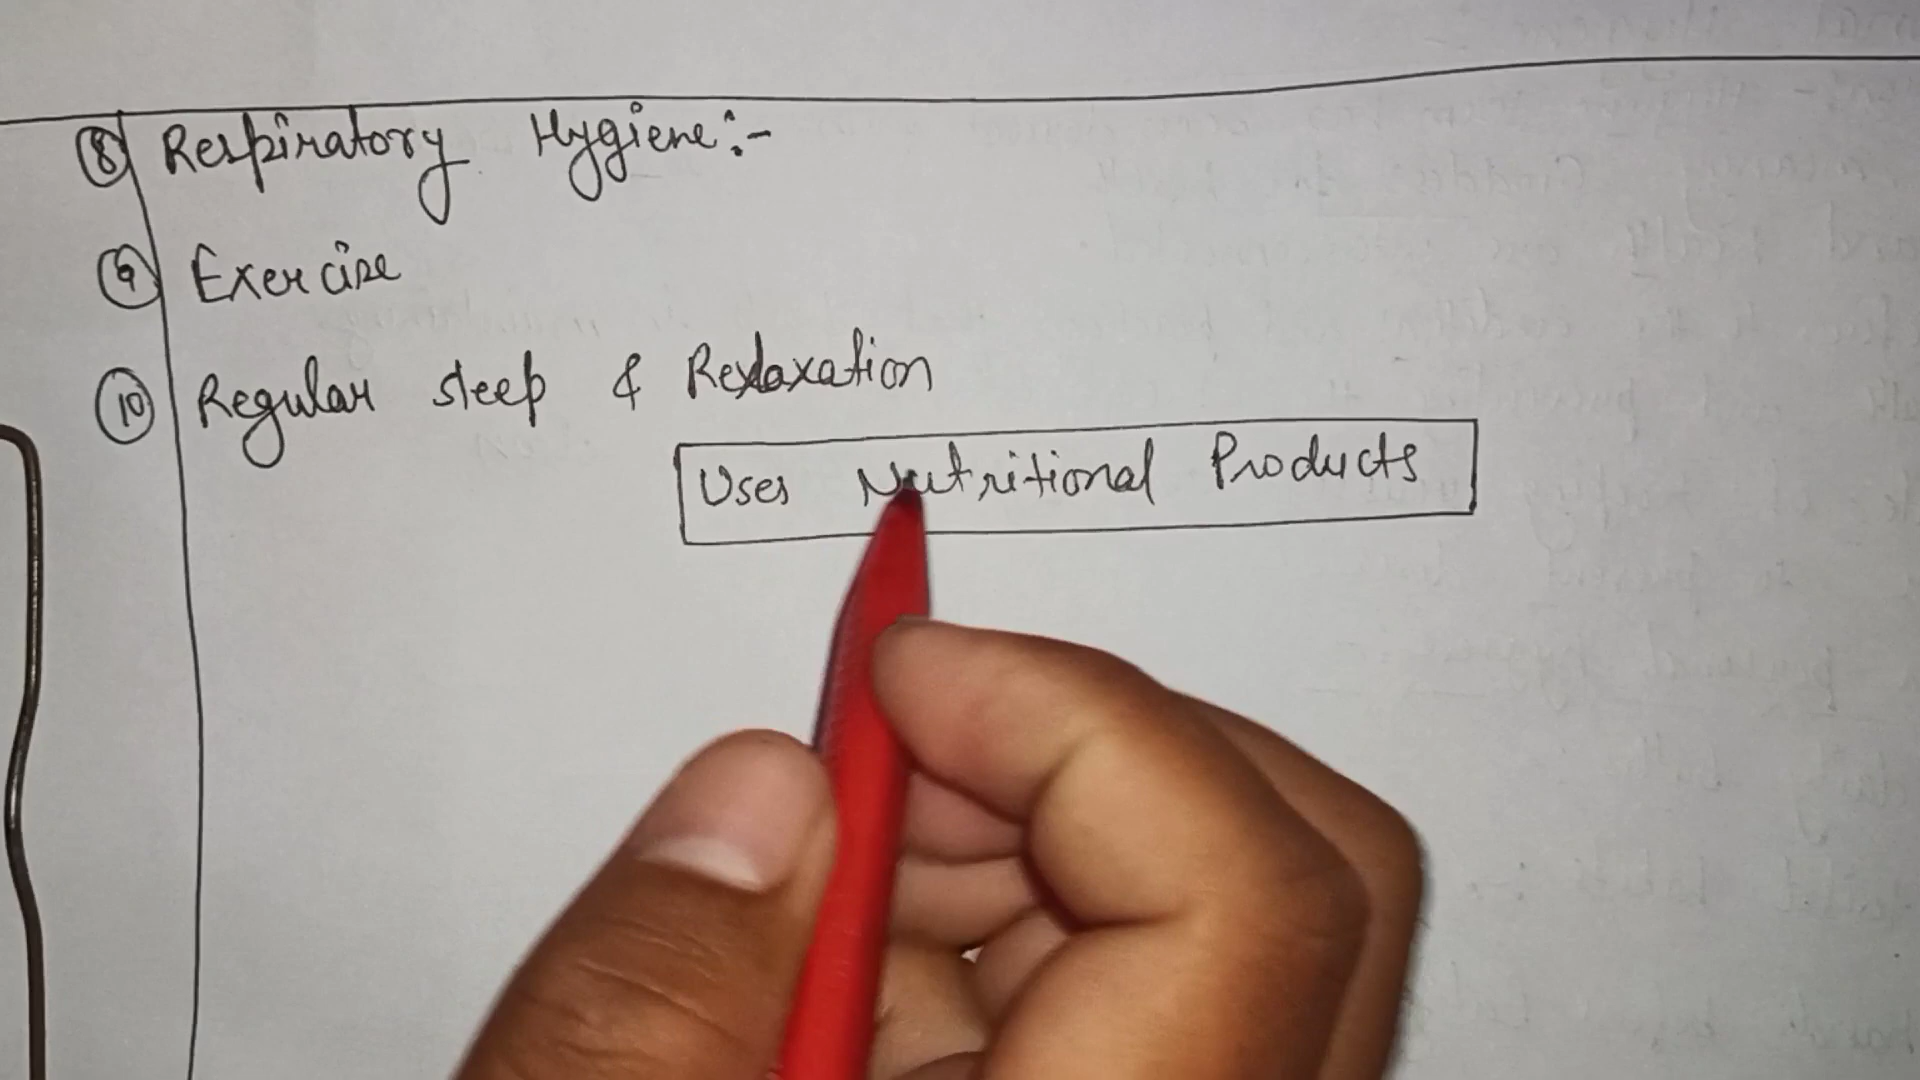 ⑧ Respiratory Hygiene:-
⑨ Exercise
⑩ Regular sleep & Relaxation
Uses Nutritional Products